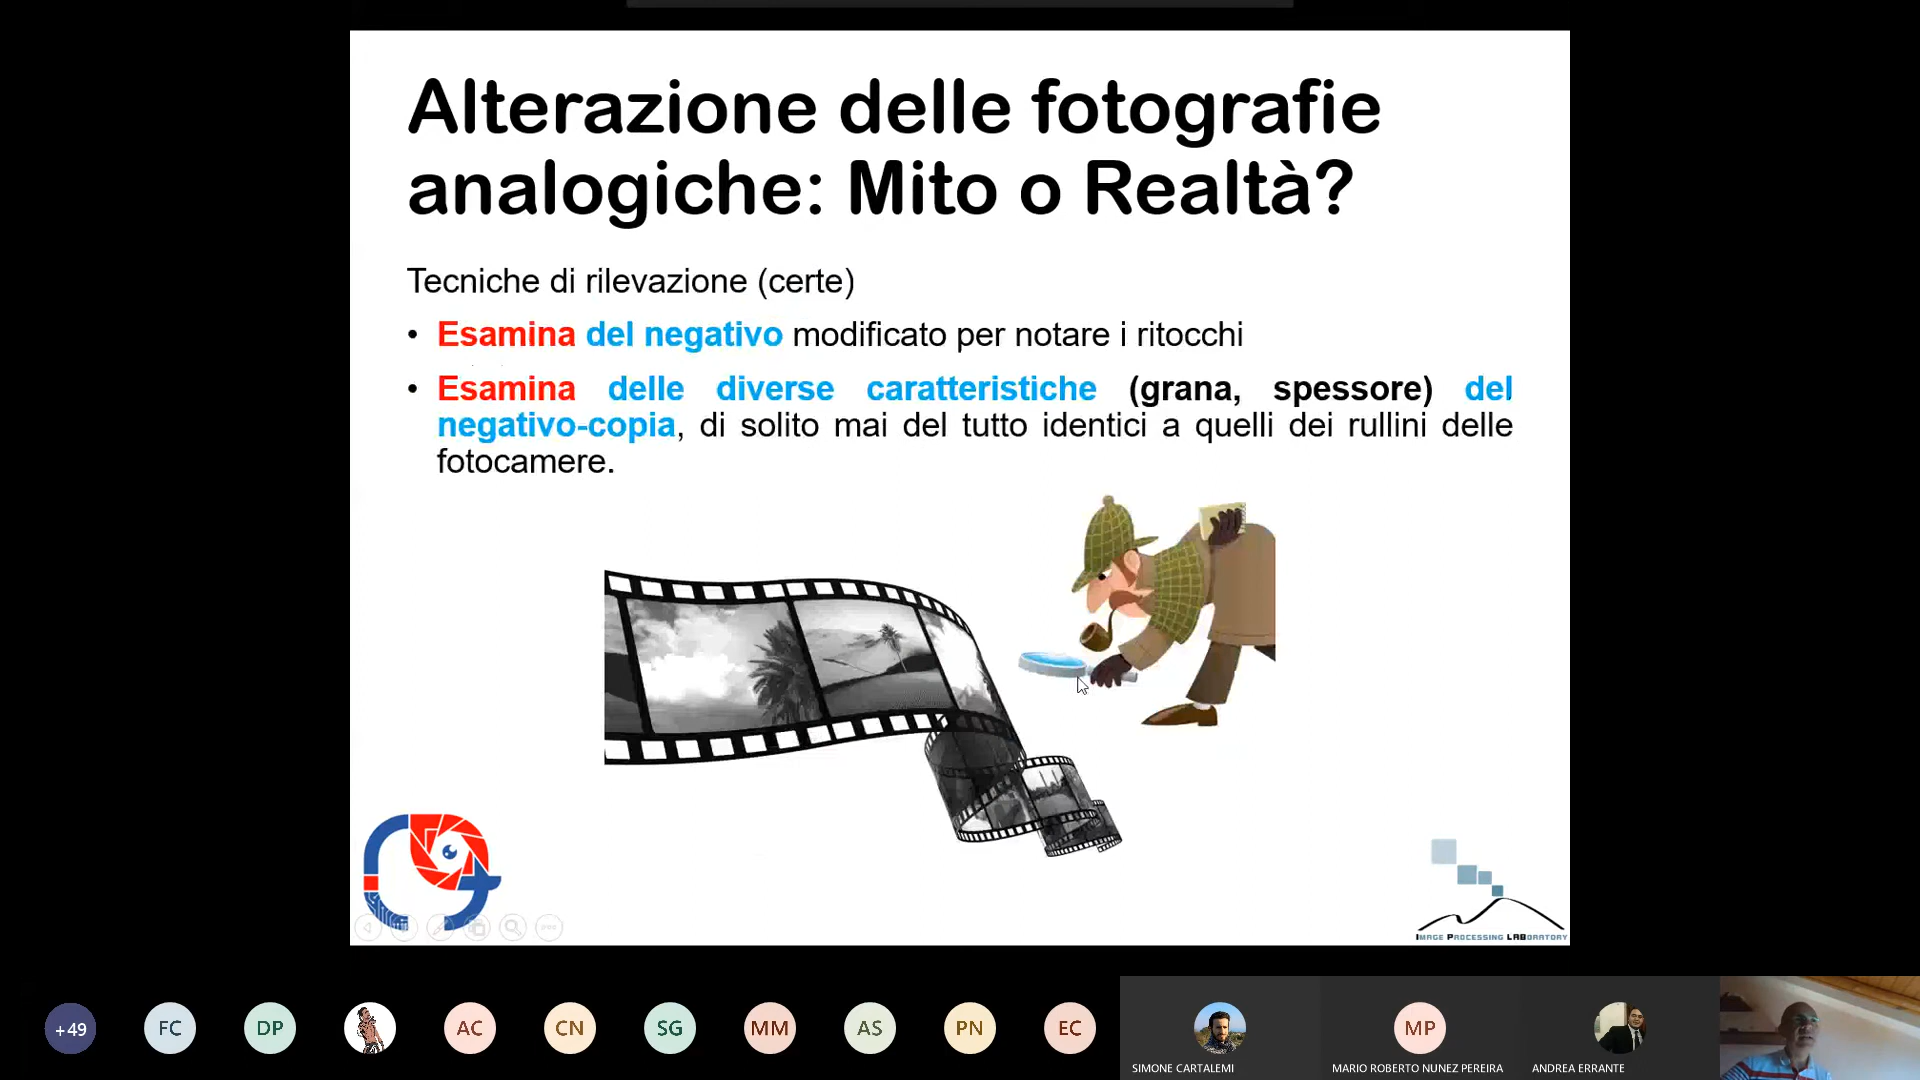 Alterazione delle fotografie
analogiche: Mito o Realtà?
Tecniche di rilevazione (certe)
• Esamina del negativo modificato per notare i ritocchi
• Esamina delle diverse caratteristiche (grana, spessore) del
negativo-copia, di solito mai del tutto identici a quelli dei rullini delle
fotocamere.
IMAGE PROCESSING LABORATORY
+49
FC
DP
AC
CN
SG
MM
AS
PN
EC
MP
SIMONE CARTALEMI
MARIO ROBERTO NUNEZ PEREIRA
ANDREA ERRANTE